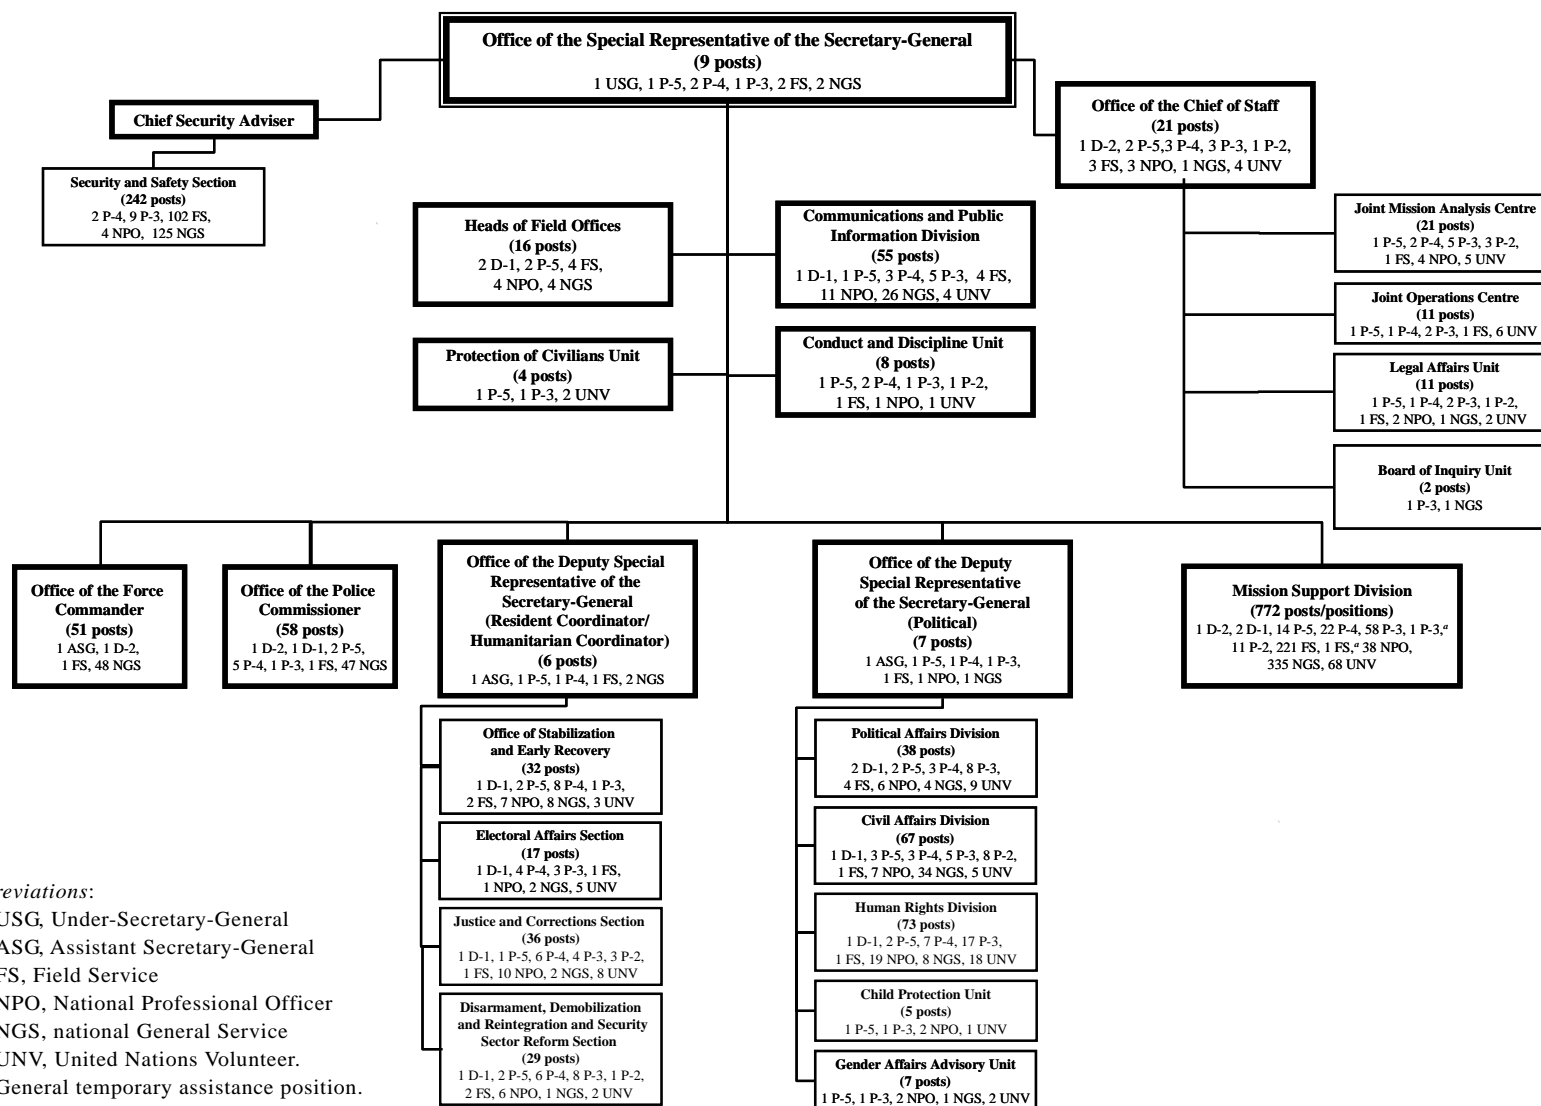 Office of the Special Representative of the Secretary-General
(9 posts)
1 USG, 1 P-5, 2 P-4, 1 P-3, 2 FS, 2 NGS
Chief Security Adviser
Security and Safety Section
(242 posts)
2 P-4, 9 P-3, 102 FS,
4 NPO, 125 NGS
Office of the Chief of Staff
(21 posts)
1 D-2, 2 P-5,3 P-4, 3 P-3, 1 P-2,
3 FS, 3 NPO, 1 NGS, 4 UNV
Heads of Field Offices
(16 posts)
2 D-1, 2 P-5, 4 FS,
4 NPO, 4 NGS
Communications and Public
Information Division
(55 posts)
1 D-1, 1 P-5, 3 P-4, 5 P-3, 4 FS,
11 NPO, 26 NGS, 4 UNV
Protection of Civilians Unit
(4 posts)
1 P-5, 1 P-3, 2 UNV
Conduct and Discipline Unit
(8 posts)
1 P-5, 2 P-4, 1 P-3, 1 P-2,
1 FS, 1 NPO, 1 UNV
Joint Mission Analysis Centre
(21 posts)
1 P-5, 2 P-4, 5 P-3, 3 P-2,
1 FS, 4 NPO, 5 UNV
Joint Operations Centre
(11 posts)
1 P-5, 1 P-4, 2 P-3, 1 FS, 6 UNV
Legal Affairs Unit
(11 posts)
1 P-5, 1 P-4, 2 P-3, 1 P-2,
1 FS, 2 NPO, 1 NGS, 2 UNV
Board of Inquiry Unit
(2 posts)
1 P-3, 1 NGS
Office of the Force
Commander
(51 posts)
1 ASG, 1 D-2,
1 FS, 48 NGS
Office of the Police
Commissioner
(58 posts)
1 D-2, 1 D-1, 2 P-5,
5 P-4, 1 P-3, 1 FS, 47 NGS
Office of the Deputy Special
Representative of the
Secretary-General
(Resident Coordinator/
Humanitarian Coordinator)
(6 posts)
1 ASG, 1 P-5, 1 P-4, 1 FS, 2 NGS
Office of the Deputy
Special Representative
of the Secretary-General
(Political)
(7 posts)
1 ASG, 1 P-5, 1 P-4, 1 P-3,
1 FS, 1 NPO, 1 NGS
Mission Support Division
(772 posts/positions)
1 D-2, 2 D-1, 14 P-5, 22 P-4, 58 P-3, 1 P-3,a
11 P-2, 221 FS, 1 FS,a 38 NPO,
335 NGS, 68 UNV
Office of Stabilization
and Early Recovery
(32 posts)
1 D-1, 2 P-5, 8 P-4, 1 P-3,
2 FS, 7 NPO, 8 NGS, 3 UNV
Electoral Affairs Section
(17 posts)
1 D-1, 4 P-4, 3 P-3, 1 FS,
1 NPO, 2 NGS, 5 UNV
Justice and Corrections Section
(36 posts)
1 D-1, 1 P-5, 6 P-4, 4 P-3, 3 P-2,
1 FS, 10 NPO, 2 NGS, 8 UNV
Disarmament, Demobilization
and Reintegration and Security
Sector Reform Section
(29 posts)
1 D-1, 2 P-5, 6 P-4, 8 P-3, 1 P-2,
2 FS, 6 NPO, 1 NGS, 2 UNV
Political Affairs Division
(38 posts)
2 D-1, 2 P-5, 3 P-4, 8 P-3,
4 FS, 6 NPO, 4 NGS, 9 UNV
Civil Affairs Division
(67 posts)
1 D-1, 3 P-5, 3 P-4, 5 P-3, 8 P-2,
1 FS, 7 NPO, 34 NGS, 5 UNV
Human Rights Division
(73 posts)
1 D-1, 2 P-5, 7 P-4, 17 P-3,
1 FS, 19 NPO, 8 NGS, 18 UNV
Child Protection Unit
(5 posts)
1 P-5, 1 P-3, 2 NPO, 1 UNV
Gender Affairs Advisory Unit
(7 posts)
1 P-5, 1 P-3, 2 NPO, 1 NGS, 2 UNV
reviations:
USG, Under-Secretary-General
ASG, Assistant Secretary-General
FS, Field Service
NPO, National Professional Officer
NGS, national General Service
UNV, United Nations Volunteer.
General temporary assistance position.